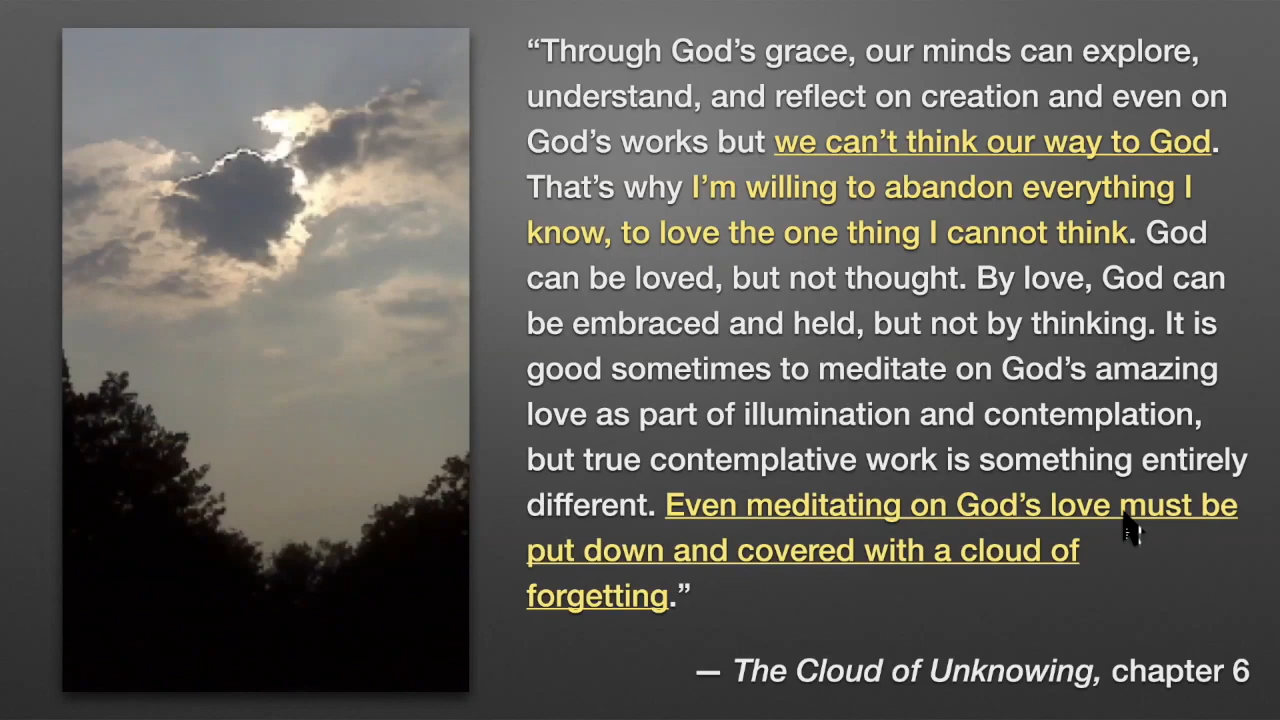 “Through God’s grace, our minds can explore,
understand, and reflect on creation and even on
God’s works but we can’t think our way to God.
That’s why I’m willing to abandon everything I
know, to love the one thing I cannot think. God
can be loved, but not thought. By love, God can
be embraced and held, but not by thinking. It is
good sometimes to meditate on God’s amazing
love as part of illumination and contemplation,
but true contemplative work is something entirely
different. Even meditating on God’s love must be
put down and covered with a cloud of
forgetting.”
— The Cloud of Unknowing, chapter 6